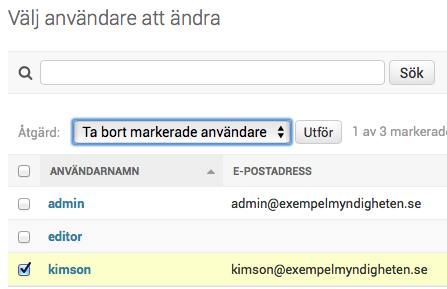 Välj användare att ändra
Sök
Åtgärd: Ta bort markerade användare Utför 1 av 3 markerade
ANVÄNDARNAMN E-POSTADRESS
admin admin@exempelmyndigheten.se
editor
kimson kimson@exempelmyndigheten.se